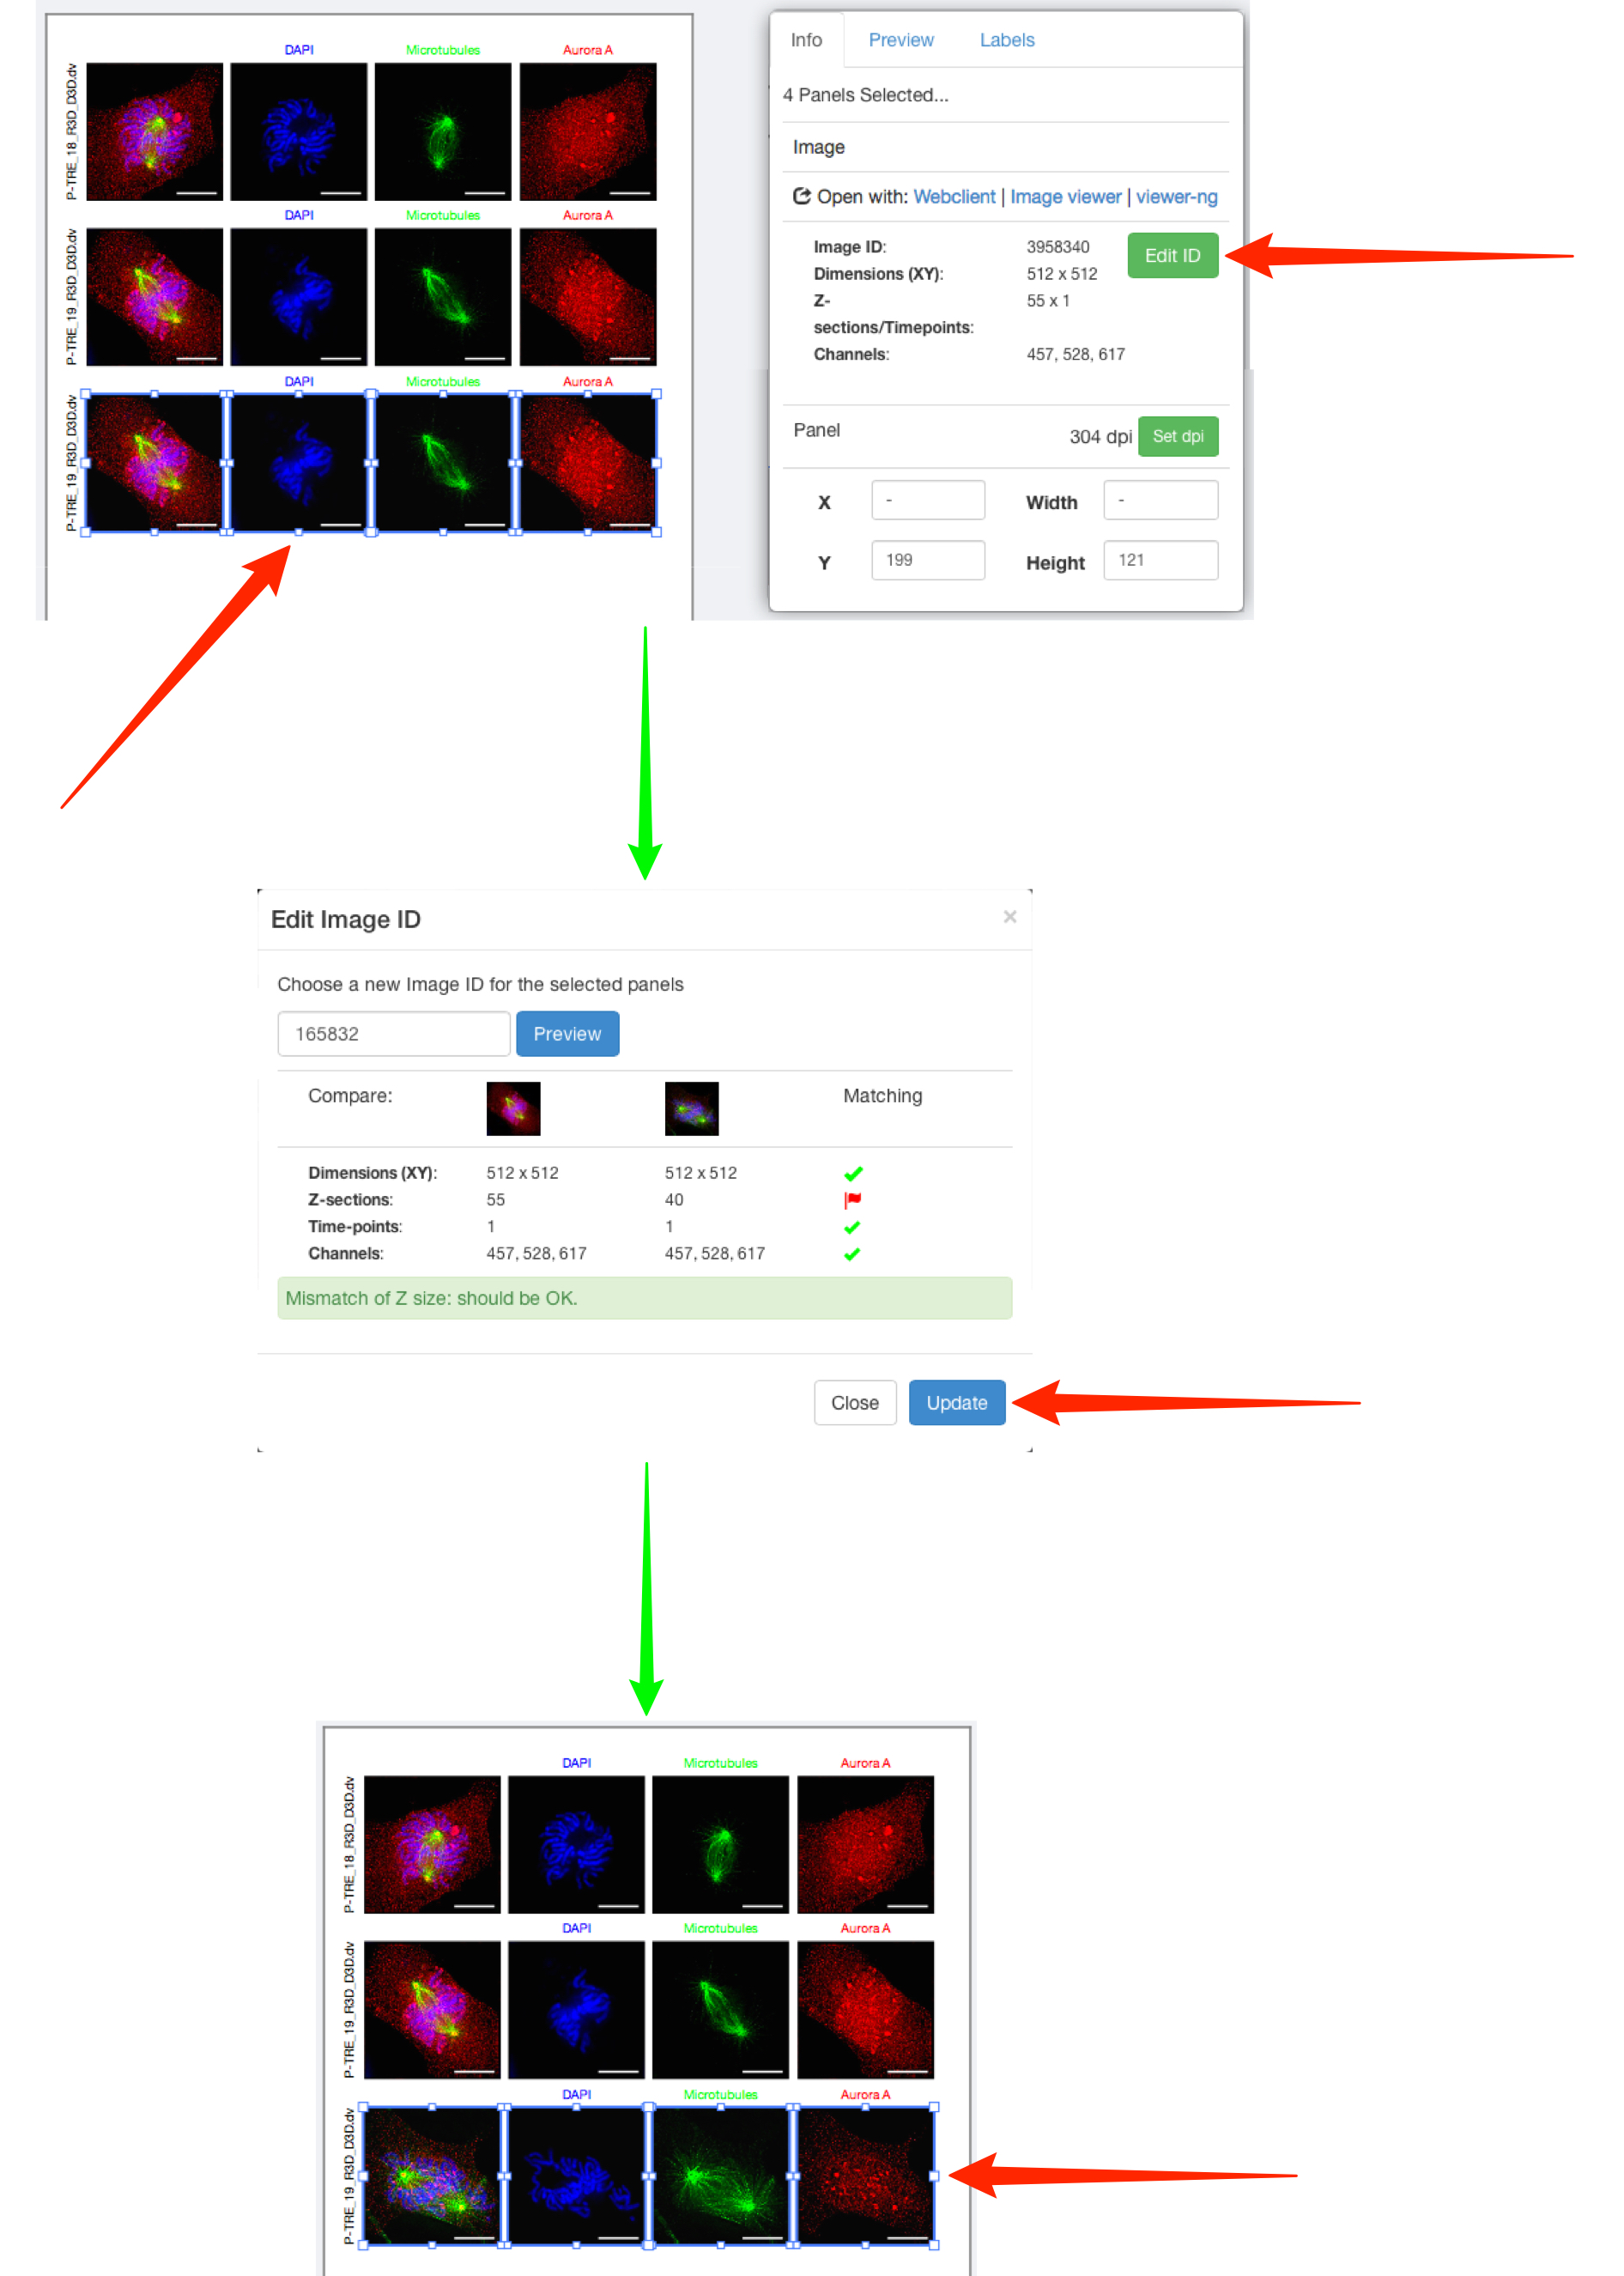 DAPI Microtubules Aurora A
P-TRE_18_R3D_D3D.dv
DAPI Microtubules Aurora A
P-TRE_19_R3D_D3D.dv
DAPI Microtubules Aurora A
P-TRE_19_R3D_D3D.dv
Info Preview Labels
4 Panels Selected...
Image
Open with: Webclient | Image viewer | viewer-ng
Image ID: 3958340 Edit ID
Dimensions (XY): 512 x 512
Z- 55 x 1
sections/Timepoints:
Channels: 457, 528, 617
Panel 304 dpi Set dpi
X - Width -
Y 199 Height 121
Edit Image ID ×
Choose a new Image ID for the selected panels
165832 Preview
Compare: Matching
Dimensions (XY): 512 x 512 512 x 512
Z-sections: 55 40
Time-points: 1 1
Channels: 457, 528, 617 457, 528, 617
Mismatch of Z size: should be OK.
Close Update
DAPI Microtubules Aurora A
P-TRE_18_R3D_D3D.dv
DAPI Microtubules Aurora A
P-TRE_19_R3D_D3D.dv
DAPI Microtubules Aurora A
P-TRE_19_R3D_D3D.dv